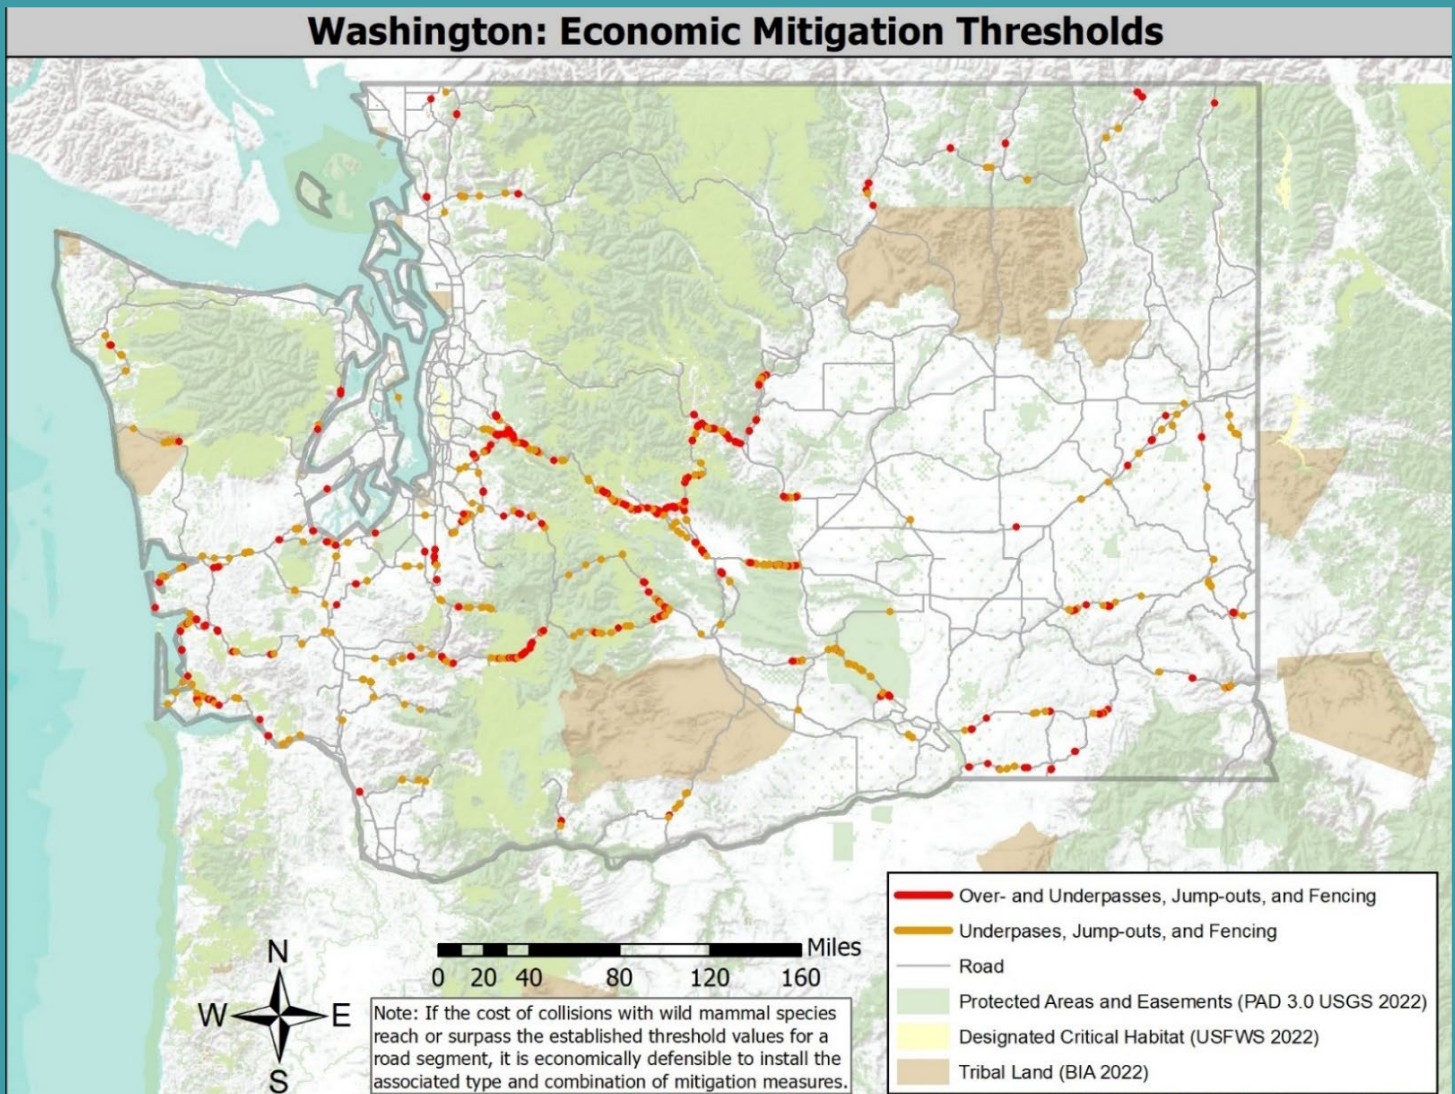 Washington: Economic Mitigation Thresholds
Over- and Underpasses, Jump-outs, and Fencing
Underpases, Jump-outs, and Fencing
Road
Protected Areas and Easements (PAD 3.0 USGS 2022)
Designated Critical Habitat (USFWS 2022)
Tribal Land (BIA 2022)
N
W E
S
Miles
0 20 40 80 120 160
Note: If the cost of collisions with wild mammal species
reach or surpass the established threshold values for a
road segment, it is economically defensible to install the
associated type and combination of mitigation measures.